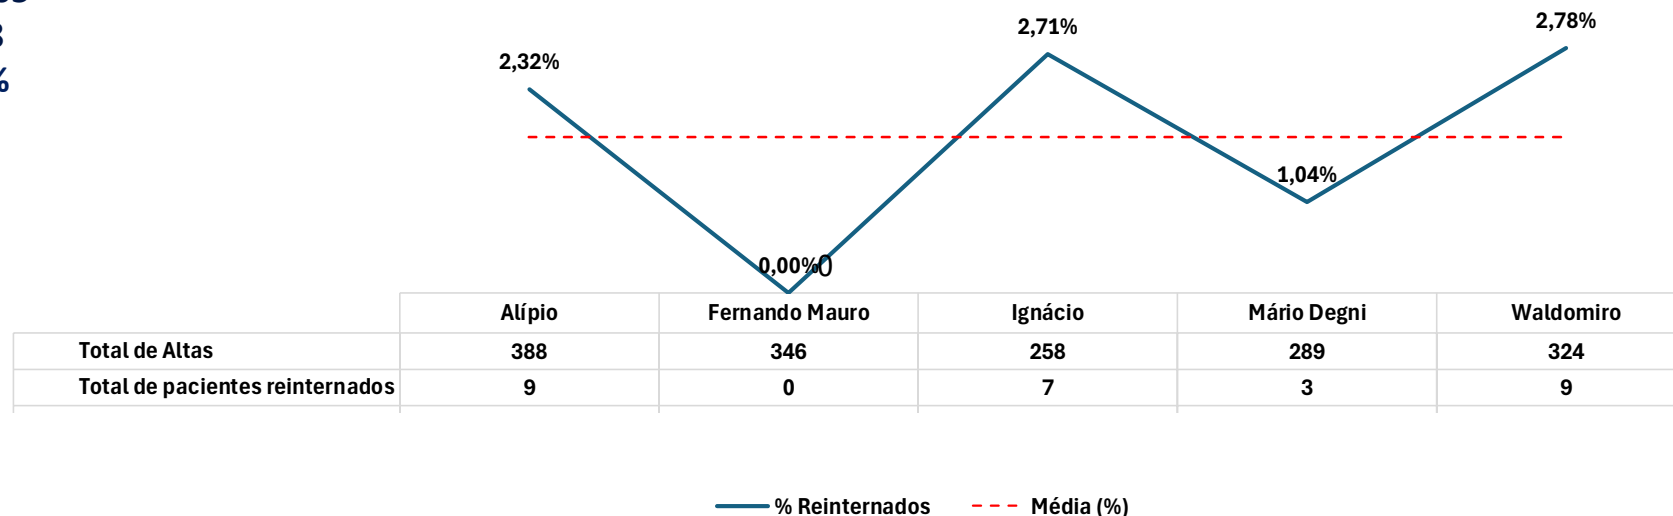 %
2,32%
2,71%
2,78%
1,04%
0,00%0
Alípio Fernando Mauro Ignácio Mário Degni Waldomiro
Total de Altas 388 346 258 289 324
Total de pacientes reinternados 9 0 7 3 9
% Reinternados Média (%)